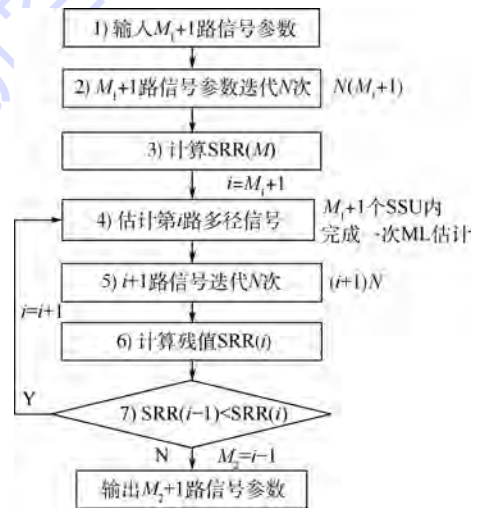 1) 输入M₁+1路信号参数
2) M₁+1路信号参数迭代N次 N(M₁+1)
3) 计算SRR(M)
i=M₁+1
4) 估计第i路多径信号
M₁+1个SSU内
完成一次ML估计
5) i+1路信号迭代N次 (i+1)N
i=i+1
6) 计算残值SRR(i)
Y
7) SRR(i−1)<SRR(i)
N M₂=i−1
输出M₂+1路信号参数